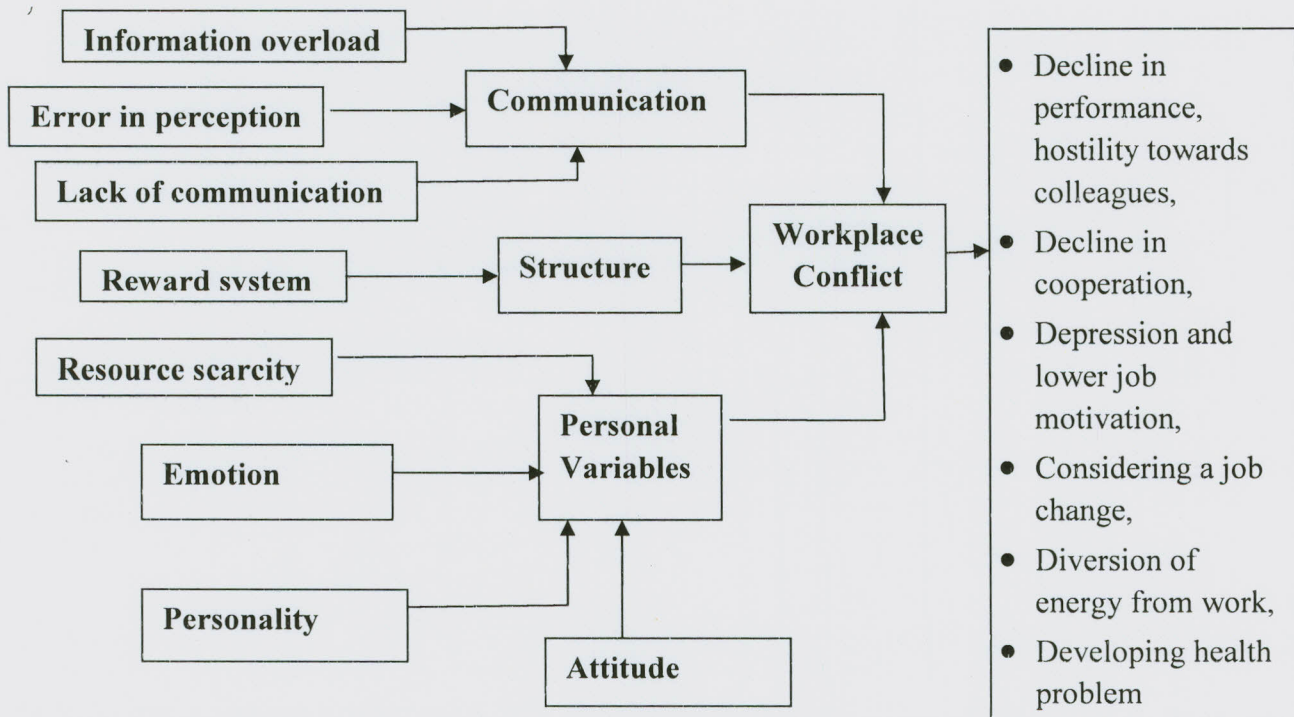 Information overload
Communication
Error in perception
Lack of communication
Workplace
Conflict
Structure
Reward svstem
Resource scarcity
Personal
Variables
Emotion
Personality
Attitude
● Decline in
performance,
hostility towards
colleagues,
● Decline in
cooperation,
● Depression and
lower job
motivation,
● Considering a job
change,
● Diversion of
energy from work,
● Developing health
problem